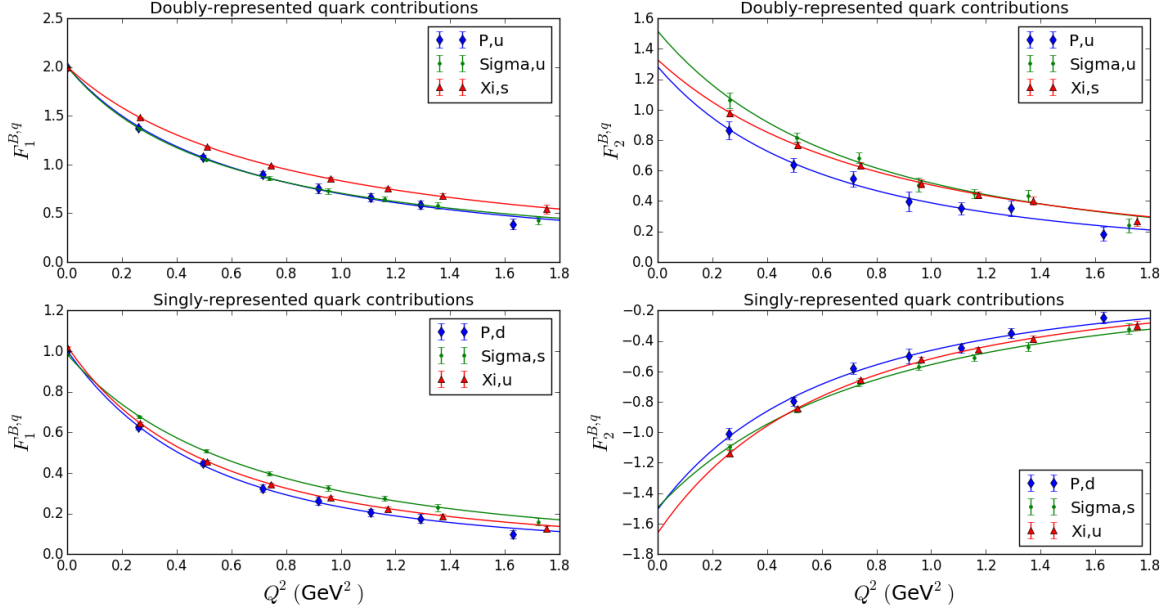 Doubly-represented quark contributions
2.5
2.0
1.5
1.0
0.5
0.0
F_1^{B,q}
P,u
Sigma,u
Xi,s
0.0 0.2 0.4 0.6 0.8 1.0 1.2 1.4 1.6 1.8
Doubly-represented quark contributions
1.6
1.4
1.2
1.0
0.8
0.6
0.4
0.2
0.0
F_2^{B,q}
P,u
Sigma,u
Xi,s
0.0 0.2 0.4 0.6 0.8 1.0 1.2 1.4 1.6 1.8
Singly-represented quark contributions
1.2
1.0
0.8
0.6
0.4
0.2
0.0
F_1^{B,q}
P,d
Sigma,s
Xi,u
0.0 0.2 0.4 0.6 0.8 1.0 1.2 1.4 1.6 1.8
Q² (GeV²)
Singly-represented quark contributions
−0.2
−0.4
−0.6
−0.8
−1.0
−1.2
−1.4
−1.6
−1.8
F_2^{B,q}
P,d
Sigma,s
Xi,u
0.0 0.2 0.4 0.6 0.8 1.0 1.2 1.4 1.6 1.8
Q² (GeV²)